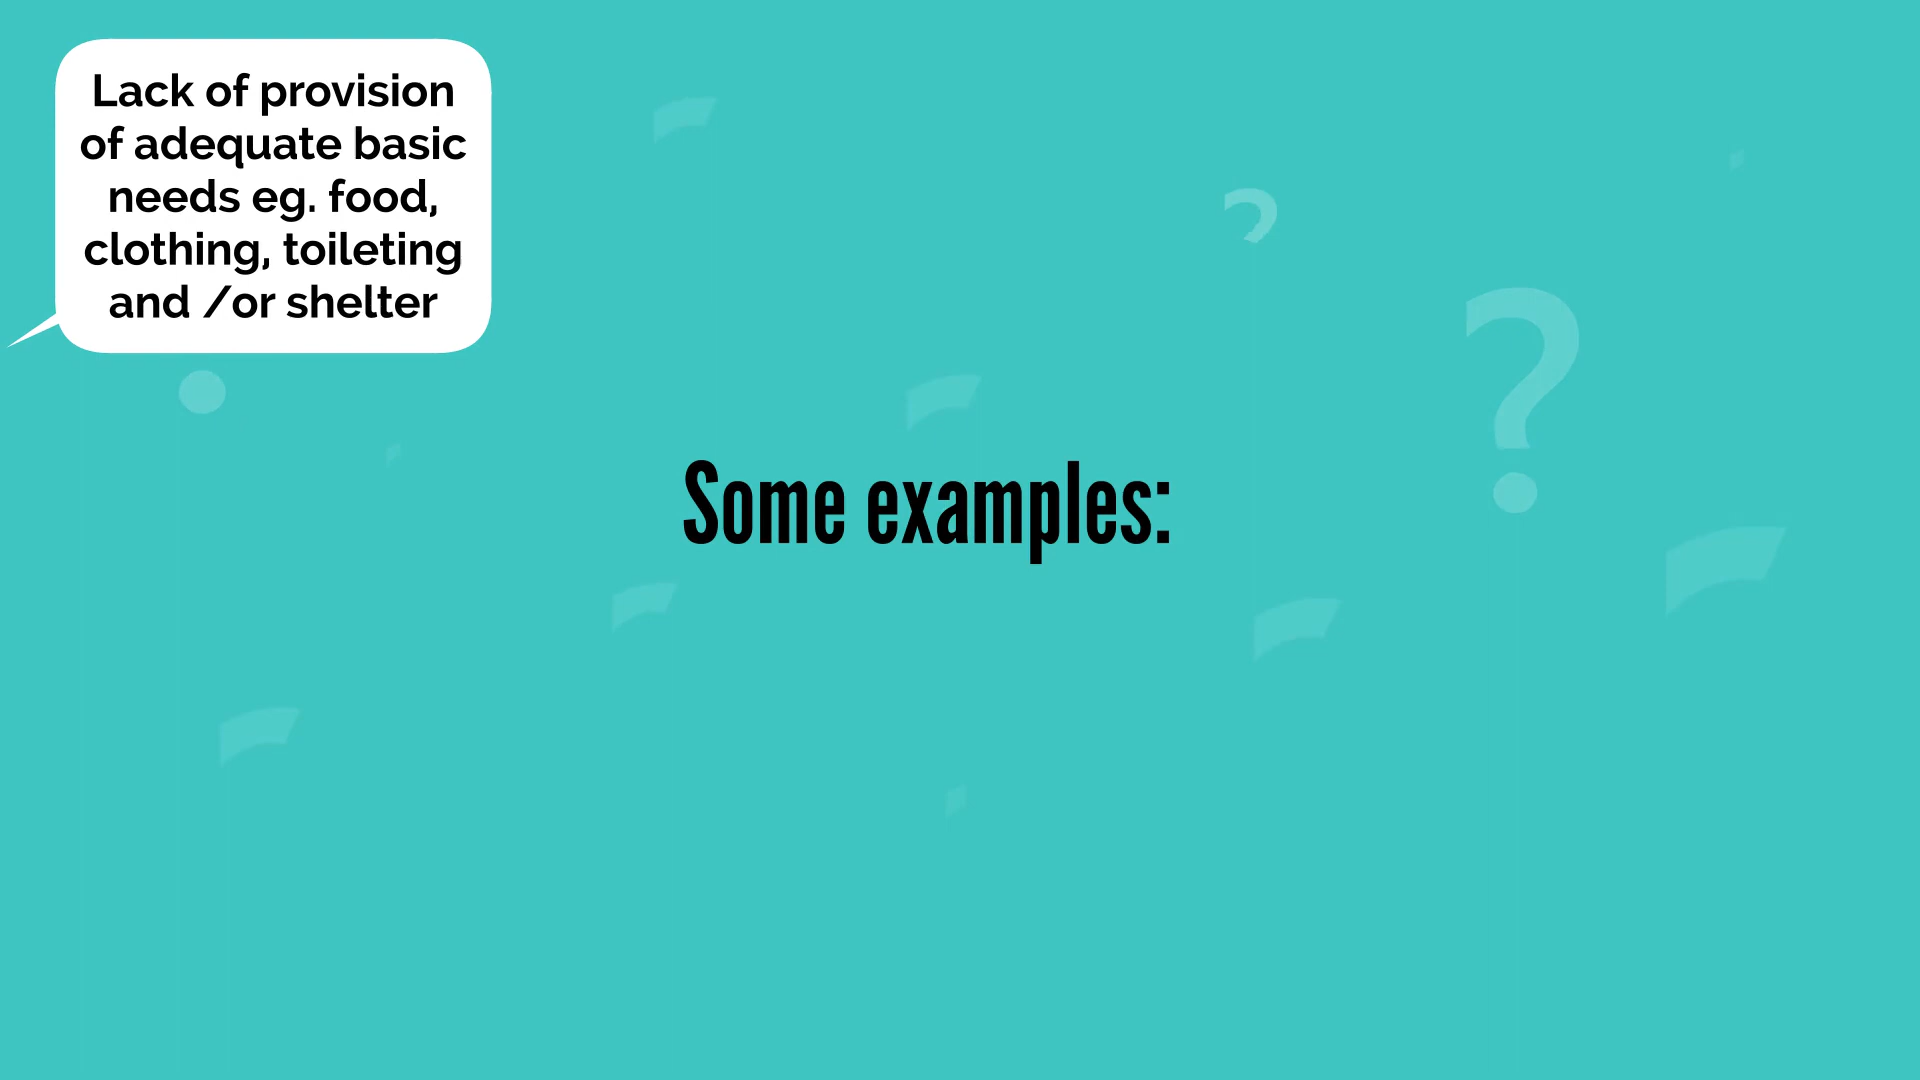 Lack of provision
of adequate basic
needs eg. food,
clothing, toileting
and /or shelter
?
?
Some examples: